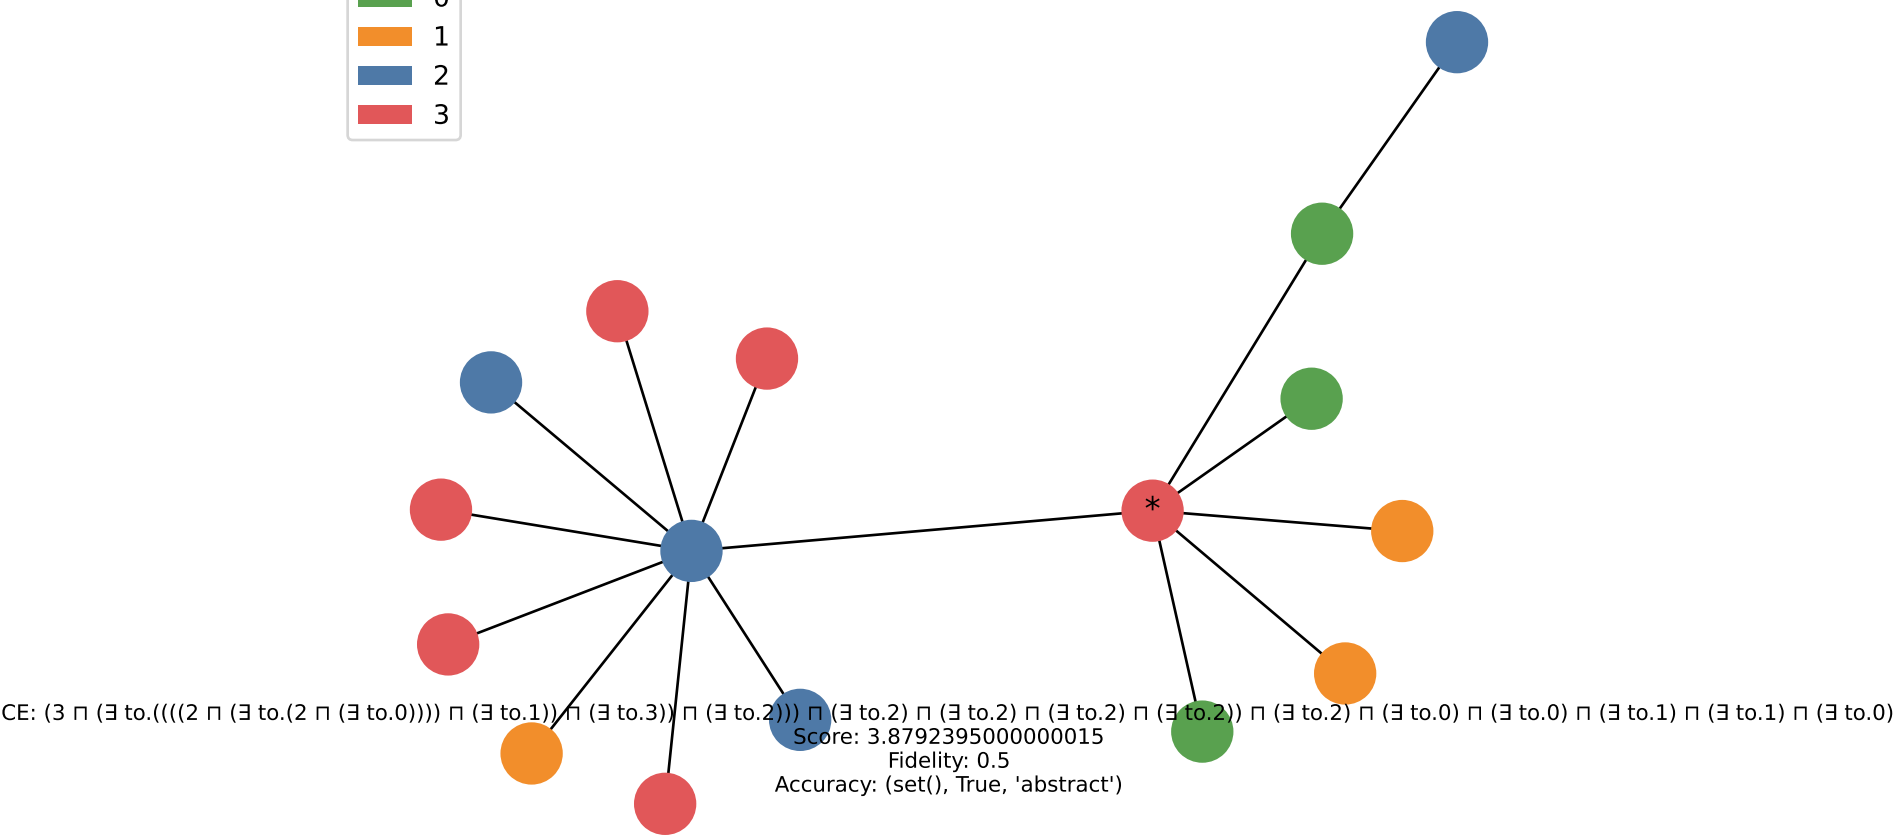 1
2
3
*
CE: (3 ⊓ (∃ to.((((2 ⊓ (∃ to.(2 ⊓ (∃ to.0)))) ⊓ (∃ to.1)) ⊓ (∃ to.3)) ⊓ (∃ to.2))) ⊓ (∃ to.2) ⊓ (∃ to.2) ⊓ (∃ to.2) ⊓ (∃ to.2)) ⊓ (∃ to.2) ⊓ (∃ to.0) ⊓ (∃ to.0) ⊓ (∃ to.1) ⊓ (∃ to.1) ⊓ (∃ to.0)
Score: 3.8792395000000015
Fidelity: 0.5
Accuracy: (set(), True, 'abstract')